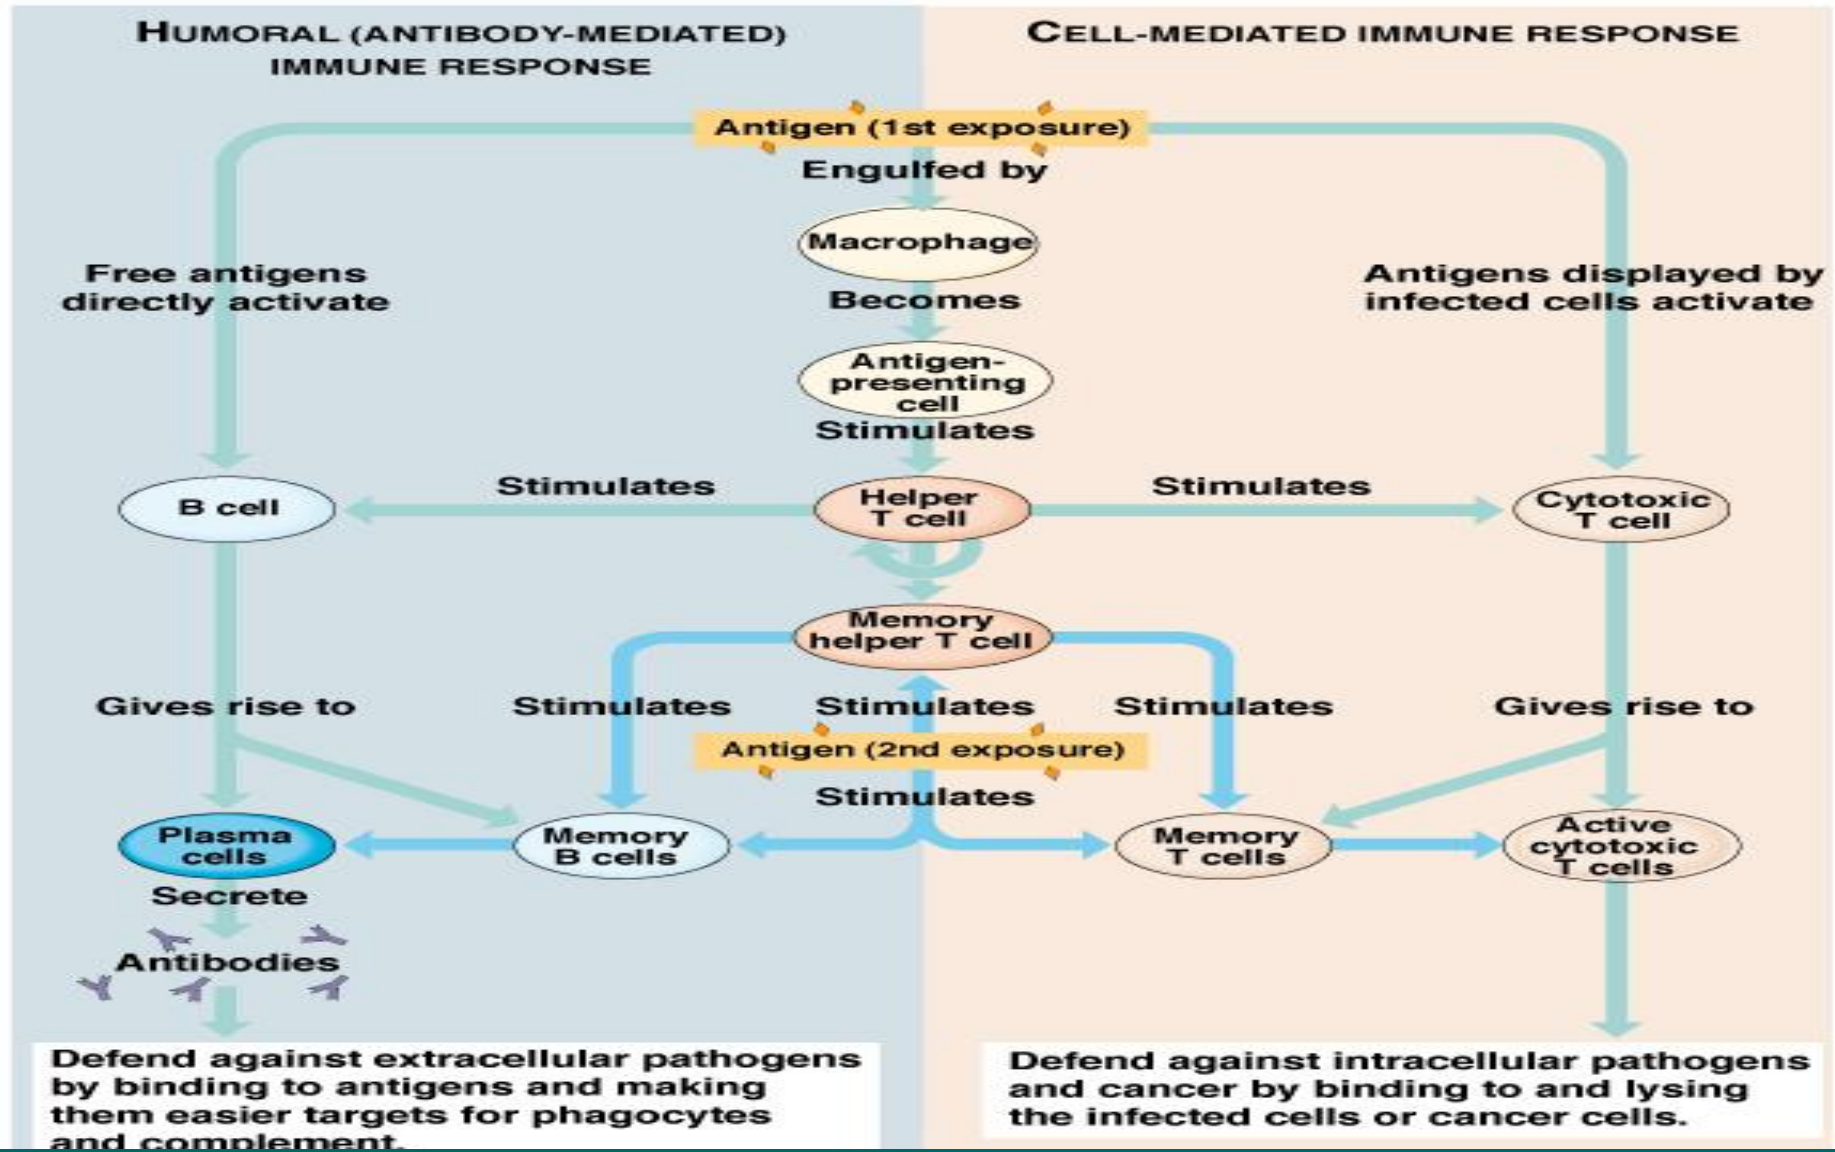 HUMORAL (ANTIBODY-MEDIATED)
IMMUNE RESPONSE
CELL-MEDIATED IMMUNE RESPONSE
Antigen (1st exposure)
Engulfed by
Macrophage
Free antigens
directly activate
Becomes
Antigens displayed by
infected cells activate
Antigen-
presenting
cell
Stimulates
B cell
Stimulates
Helper
T cell
Stimulates
Cytotoxic
T cell
Memory
helper T cell
Gives rise to
Stimulates
Stimulates
Stimulates
Gives rise to
Antigen (2nd exposure)
Stimulates
Plasma
cells
Memory
B cells
Memory
T cells
Active
cytotoxic
T cells
Secrete
Antibodies
Defend against extracellular pathogens
by binding to antigens and making
them easier targets for phagocytes
and complement.
Defend against intracellular pathogens
and cancer by binding to and lysing
the infected cells or cancer cells.